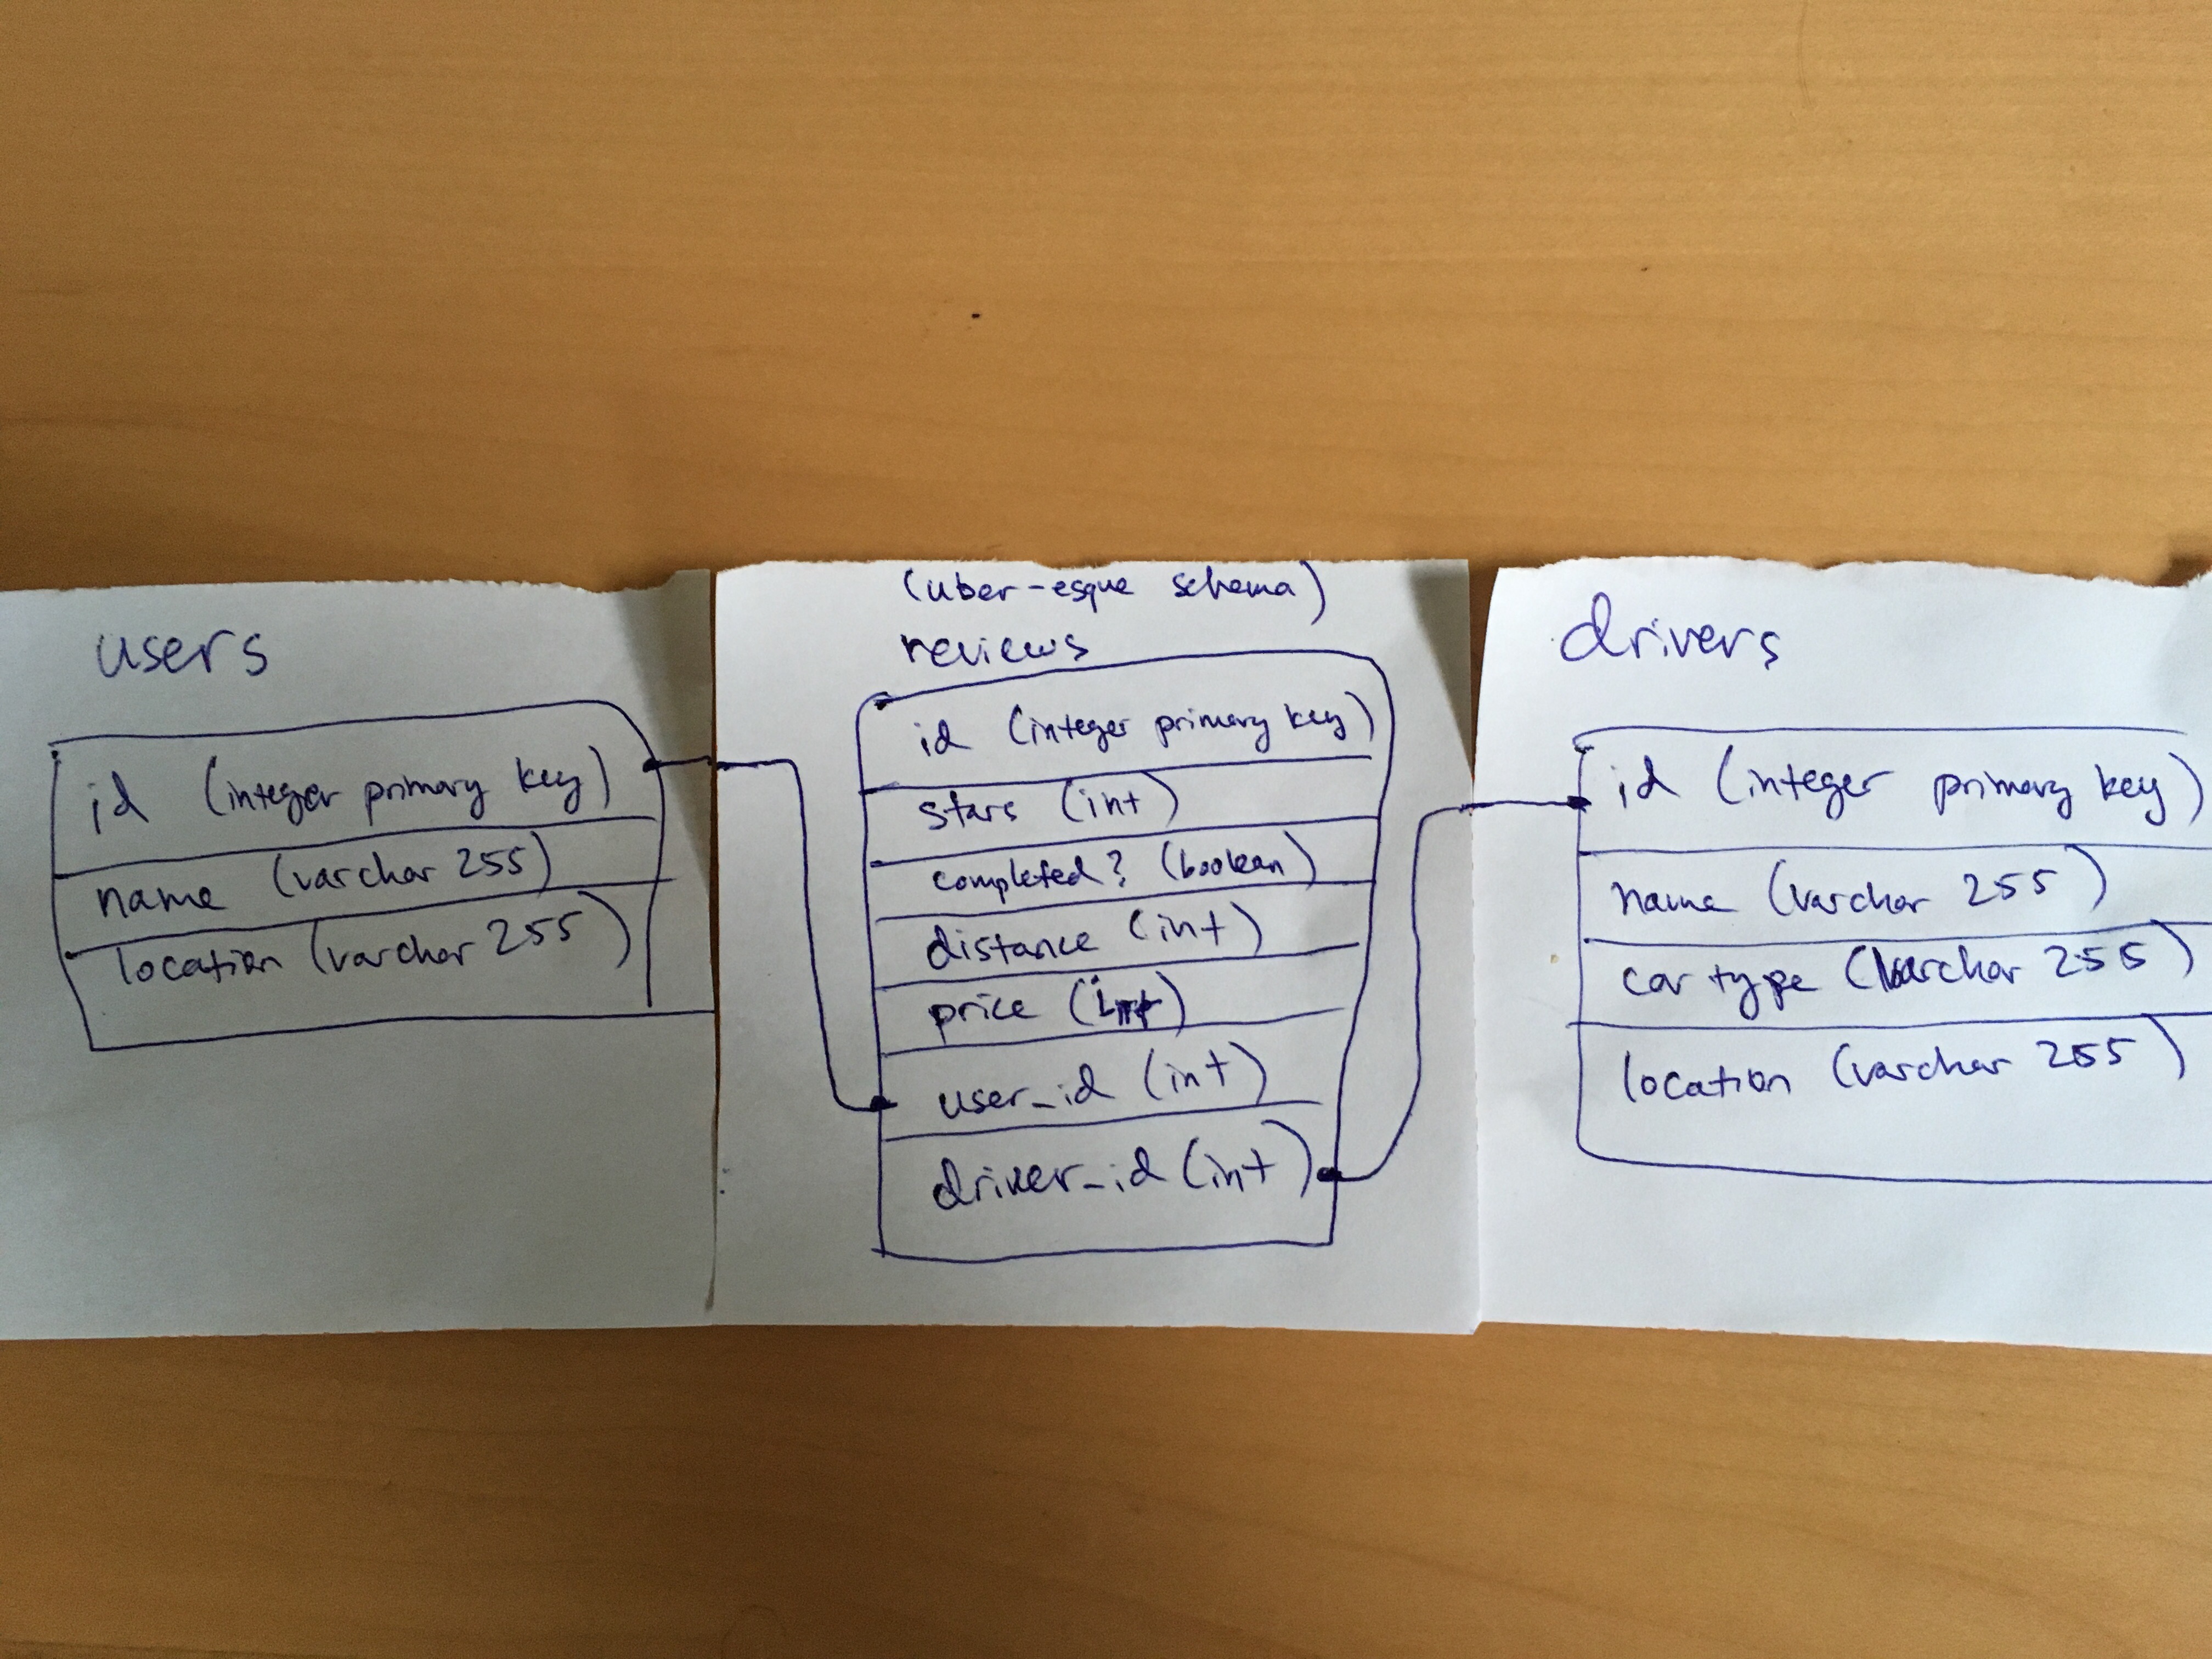 users
id (integer primary key)
name (varchar 255)
location (varchar 255)
(uber-esque schema)
reviews
id (integer primary key)
stars (int)
completed? (boolean)
distance (int)
price (int)
user_id (int)
driver_id (int)
drivers
id (integer primary key)
name (varchar 255)
car type (varchar 255)
location (varchar 255)